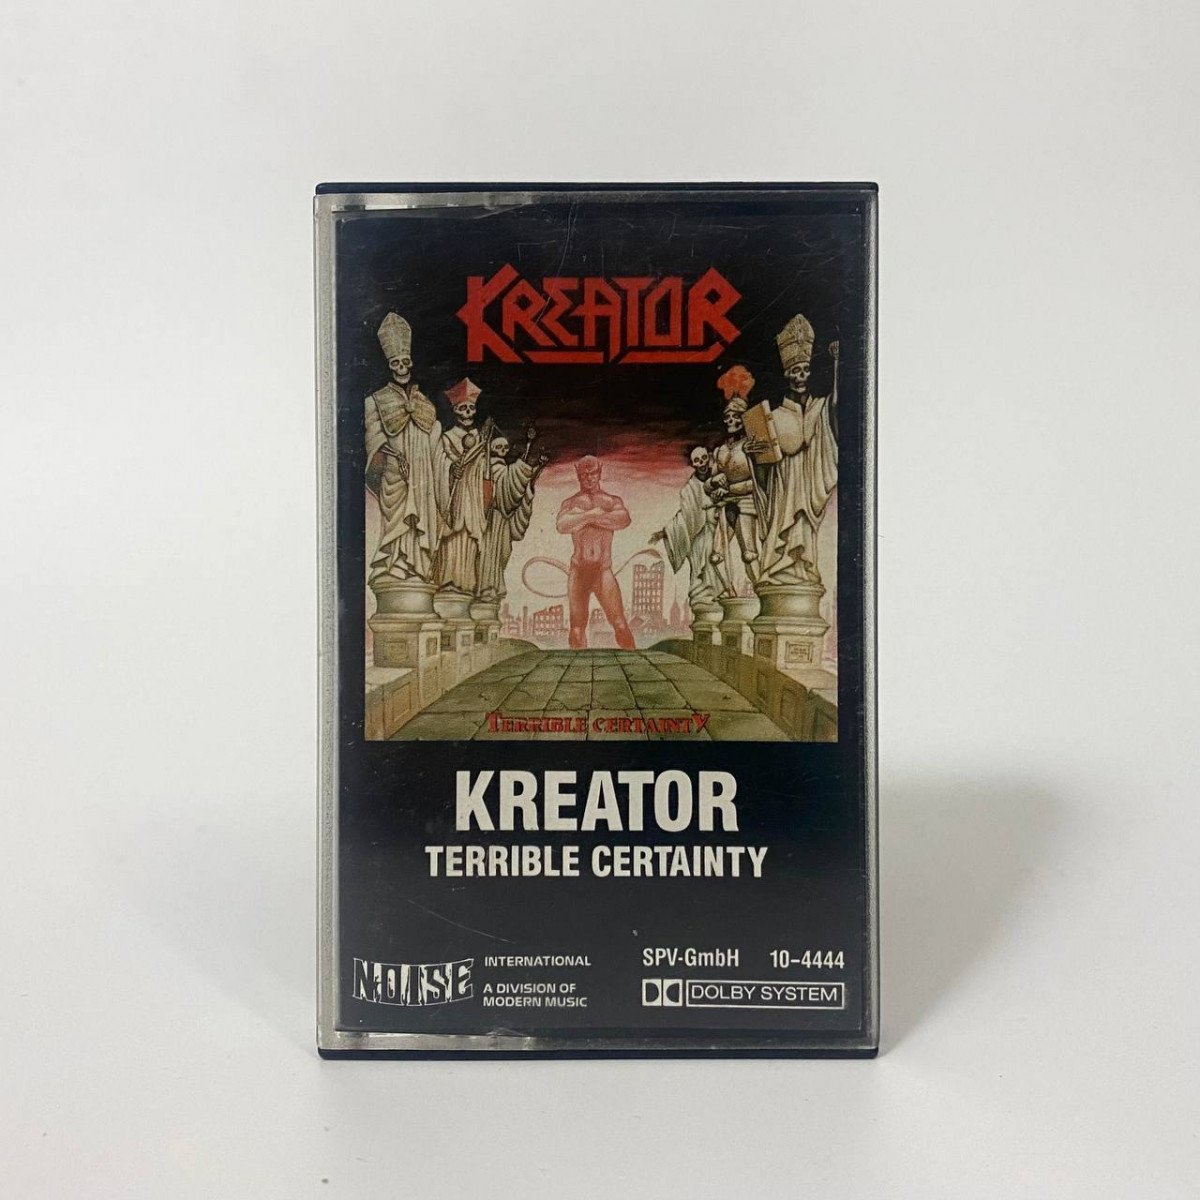 KREATOR
TERRIBLE CERTAINTY
KREATOR
TERRIBLE CERTAINTY
NOISE
INTERNATIONAL
A DIVISION OF
MODERN MUSIC
SPV-GmbH 10-4444
DOLBY SYSTEM